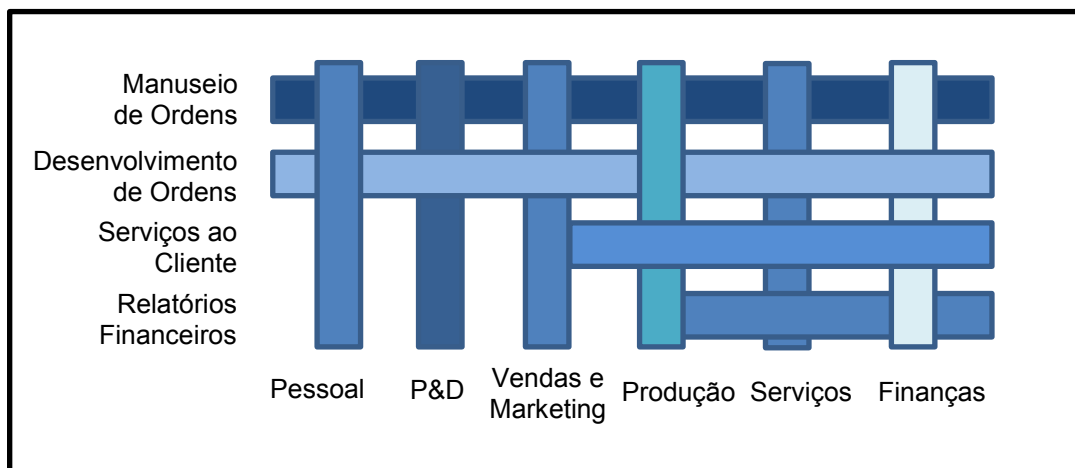 Manuseio
de Ordens
Desenvolvimento
de Ordens
Serviços ao
Cliente
Relatórios
Financeiros
Pessoal
P&D
Vendas e
Marketing
Produção
Serviços
Finanças